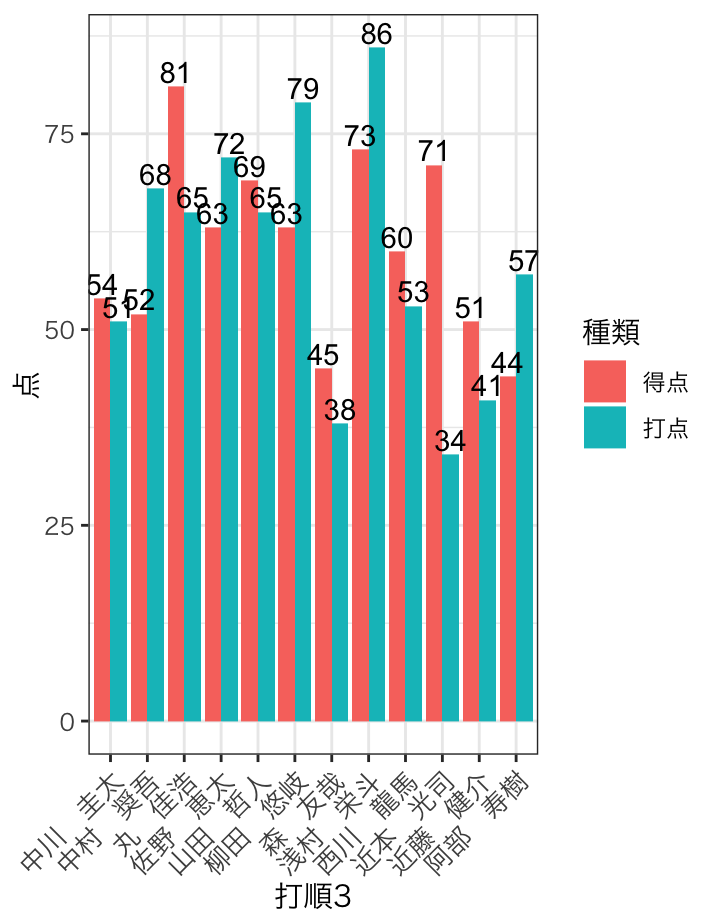 86
81
79
75
73
72
71
69
68
65
65
63
63
60
57
54
53
52
51
51
50
45
44
41
38
34
25
0
点
種類
得点
打点
中川 圭太
中村 奨吾
丸 佳浩
佐野 恵太
山田 哲人
柳田 悠岐
森 友哉
浅村 栄斗
西川 龍馬
近本 光司
近藤 健介
阿部 寿樹
打順3